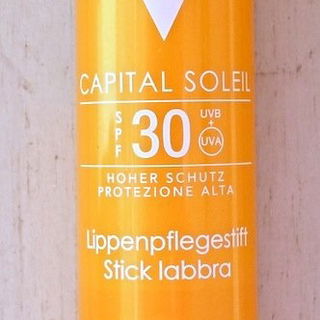 CAPITAL SOLEIL
SPF 30 UVB + UVA
HOHER SCHUTZ
PROTEZIONE ALTA
Lippenpflegestift
Stick labbra